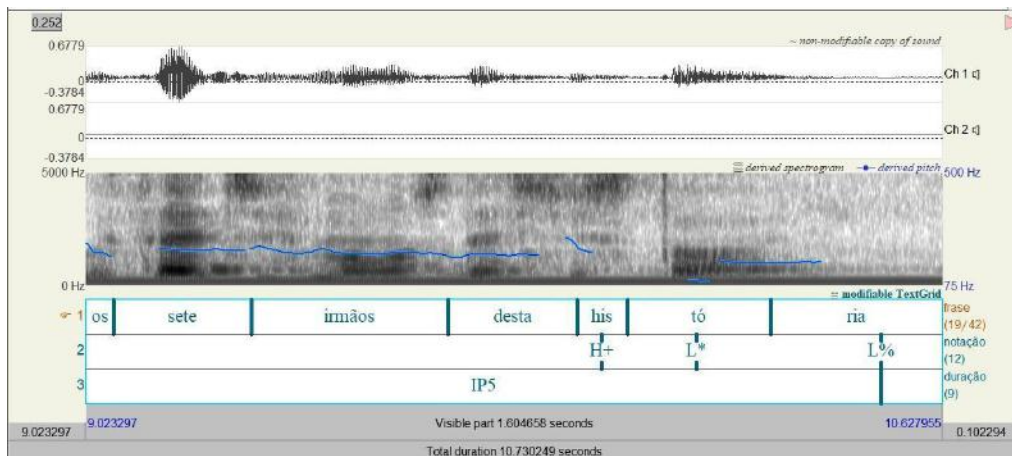 0.252
0.6779
~ non-modifiable copy of sound
0
Ch 1
-0.3784
0.6779
0
Ch 2
-0.3784
5000 Hz
derived spectrogram
derived pitch
500 Hz
0 Hz
75 Hz
modifiable TextGrid
1 os sete irmãos desta his tó ria frase (19/42)
2 H+ L* L% notação (12)
3 IP5 duração (9)
9.023297 Visible part 1.604658 seconds 10.627955
9.023297 0.102294
Total duration 10.730249 seconds